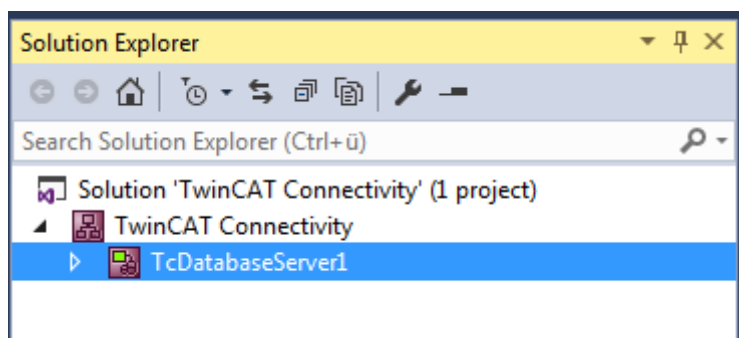 Solution Explorer
Search Solution Explorer (Ctrl+ü)
Solution 'TwinCAT Connectivity' (1 project)
TwinCAT Connectivity
TcDatabaseServer1